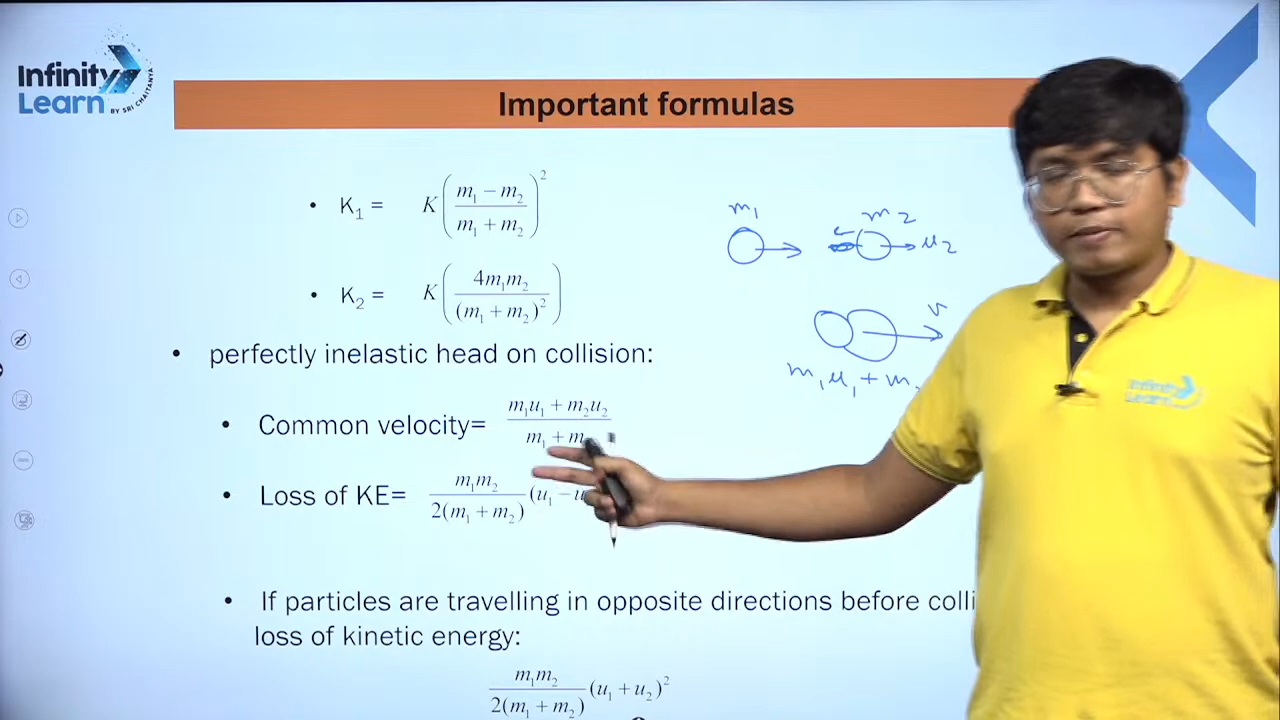 Infinity
Learn
BY SRI CHAITANYA
Important formulas
• K₁ = K((m₁ − m₂)/(m₁ + m₂))²
• K₂ = K(4m₁m₂/(m₁ + m₂)²)
m₁ m₂
u₂
v
m₁u₁ + m₂
• perfectly inelastic head on collision:
• Common velocity= (m₁u₁ + m₂u₂)/(m₁ + m
• Loss of KE= m₁m₂/2(m₁ + m₂) (u₁ − u
• If particles are travelling in opposite directions before colli
loss of kinetic energy:
m₁m₂/2(m₁ + m₂) (u₁ + u₂)²
Infinity
Learn